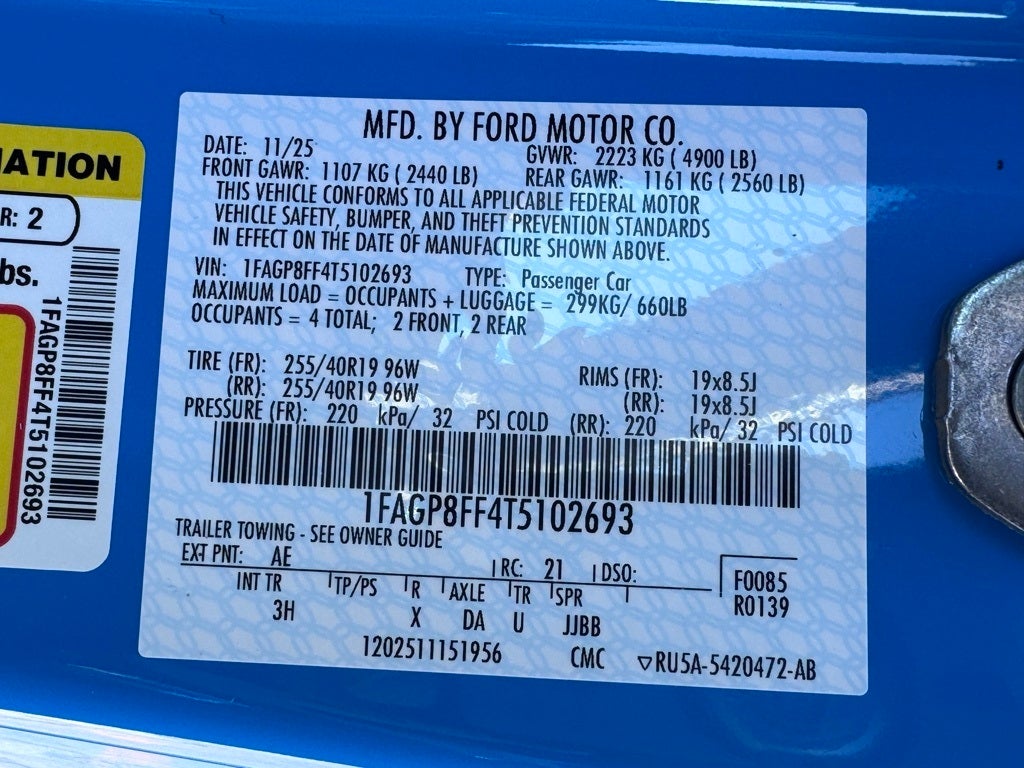 MFD. BY FORD MOTOR CO.
DATE: 11/25 GVWR: 2223 KG ( 4900 LB)
FRONT GAWR: 1107 KG ( 2440 LB) REAR GAWR: 1161 KG ( 2560 LB)
THIS VEHICLE CONFORMS TO ALL APPLICABLE FEDERAL MOTOR
VEHICLE SAFETY, BUMPER, AND THEFT PREVENTION STANDARDS
IN EFFECT ON THE DATE OF MANUFACTURE SHOWN ABOVE.
VIN: 1FAGP8FF4T5102693 TYPE: Passenger Car
MAXIMUM LOAD = OCCUPANTS + LUGGAGE = 299KG/ 660LB
OCCUPANTS = 4 TOTAL; 2 FRONT, 2 REAR
TIRE (FR): 255/40R19 96W RIMS (FR): 19x8.5J
(RR): 255/40R19 96W (RR): 19x8.5J
PRESSURE (FR): 220 kPa/ 32 PSI COLD (RR): 220 kPa/ 32 PSI COLD
1FAGP8FF4T5102693
TRAILER TOWING - SEE OWNER GUIDE
EXT PNT: AE RC: 21 DSO: F0085
INT TR TP/PS R AXLE TR SPR R0139
3H X DA U JJBB
1202511151956 CMC ▽RU5A-5420472-AB
MATION
R: 2
bs.
1FAGP8FF4T5102693